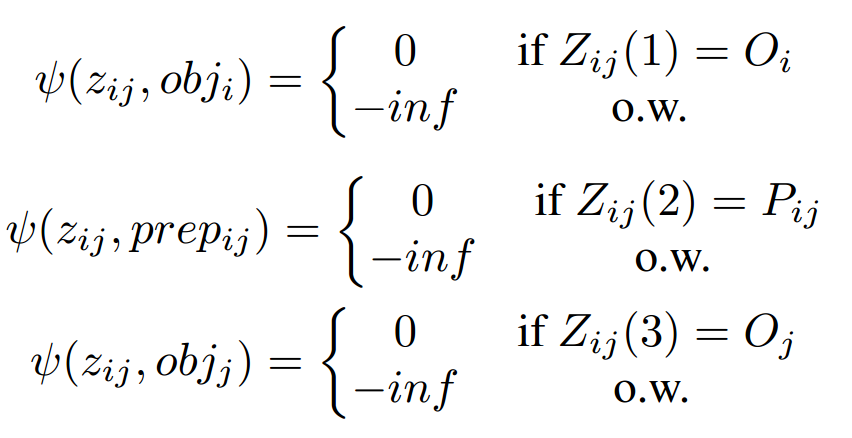 ψ(z_{ij}, obj_i) = { 0 if Z_{ij}(1) = O_i
−inf o.w.
ψ(z_{ij}, prep_{ij}) = { 0 if Z_{ij}(2) = P_{ij}
−inf o.w.
ψ(z_{ij}, obj_j) = { 0 if Z_{ij}(3) = O_j
−inf o.w.